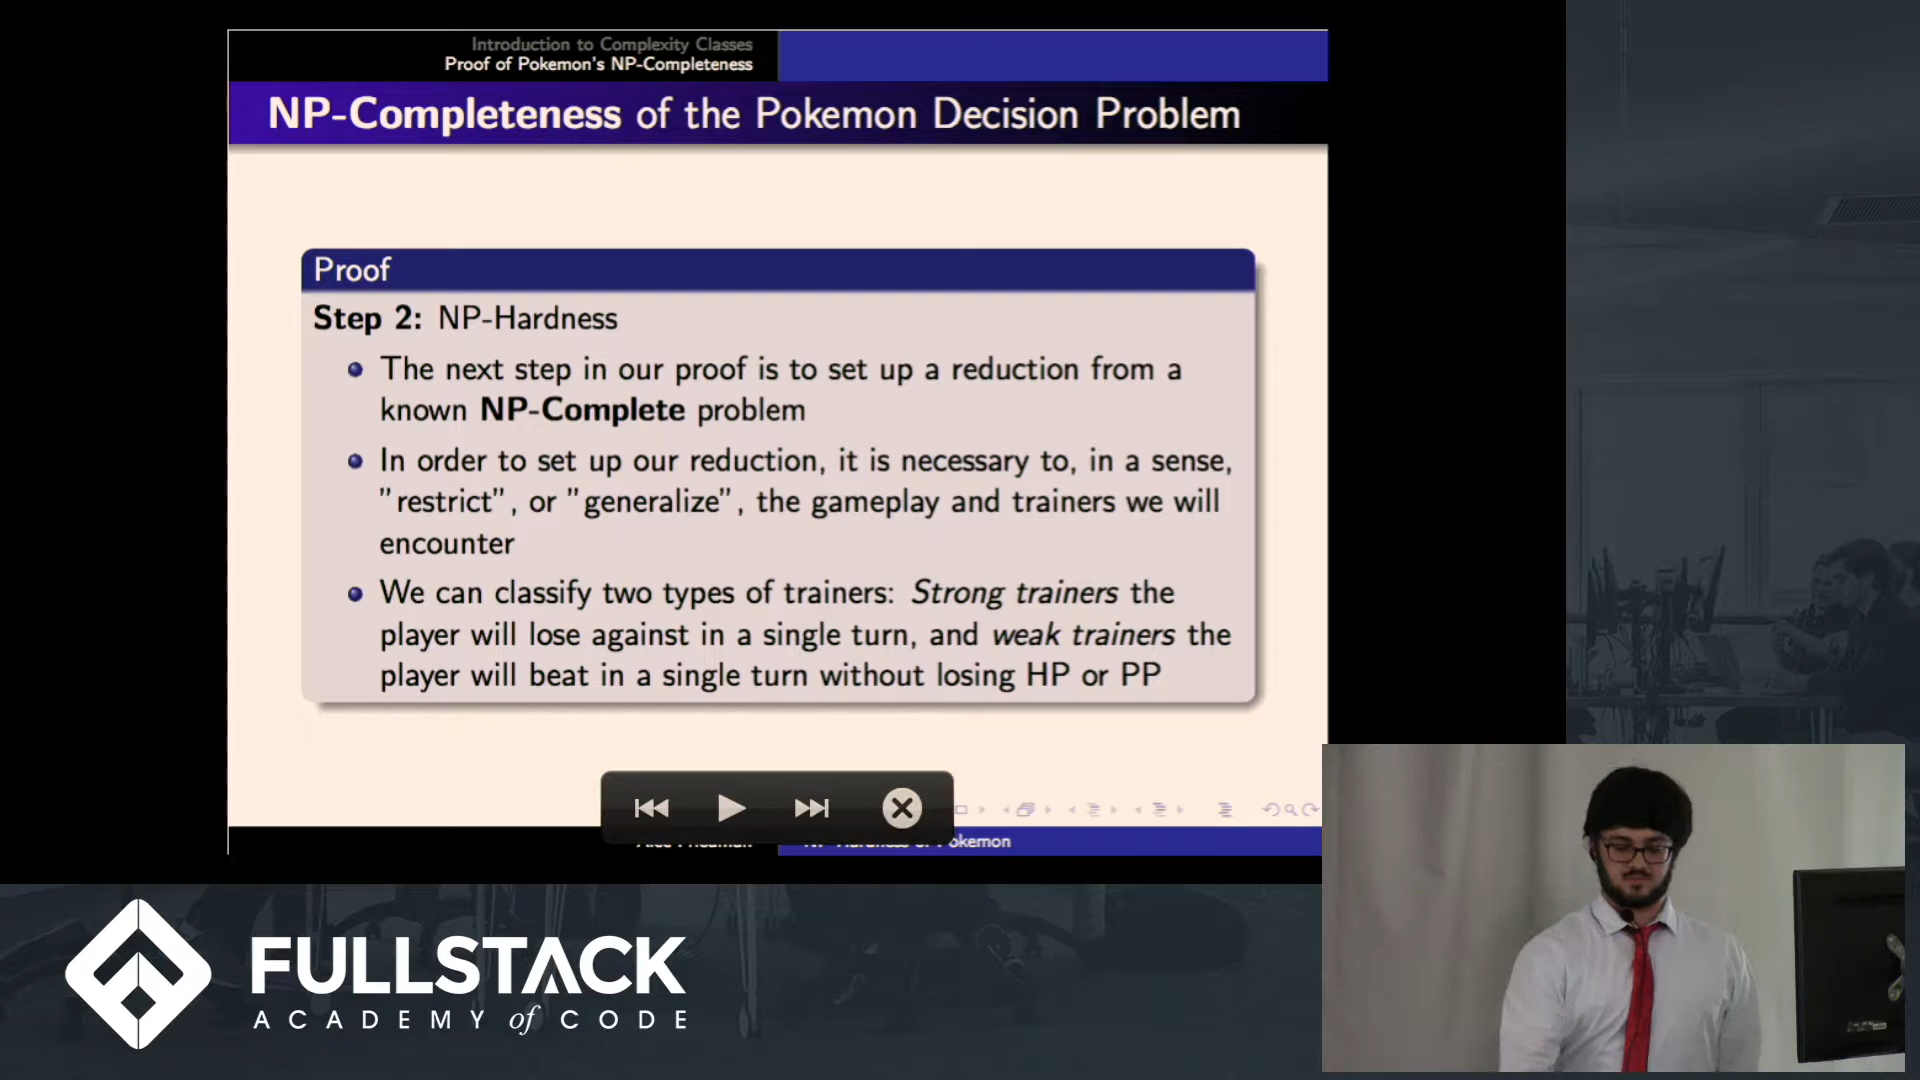 Introduction to Complexity Classes
Proof of Pokemon's NP-Completeness
NP-Completeness of the Pokemon Decision Problem
Proof
Step 2: NP-Hardness
The next step in our proof is to set up a reduction from a
known NP-Complete problem
In order to set up our reduction, it is necessary to, in a sense,
"restrict", or "generalize", the gameplay and trainers we will
encounter
We can classify two types of trainers: Strong trainers the
player will lose against in a single turn, and weak trainers the
player will beat in a single turn without losing HP or PP
NP-Hardness of Pokemon
FULLSTACK
ACADEMY of CODE